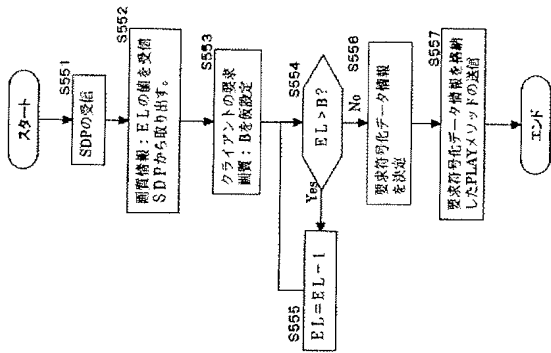 スタート
S551
SDPの受信
S552
画質情報：ELの値を受信
SDPから取り出す。
S553
クライアントの要求
画質：Bを仮設定
S554
EL>B?
Yes
No
S555
EL=EL-1
S556
要求符号化データ情報
を決定
S557
要求符号化データ情報を格納
したPLAYメソッドの送信
エンド